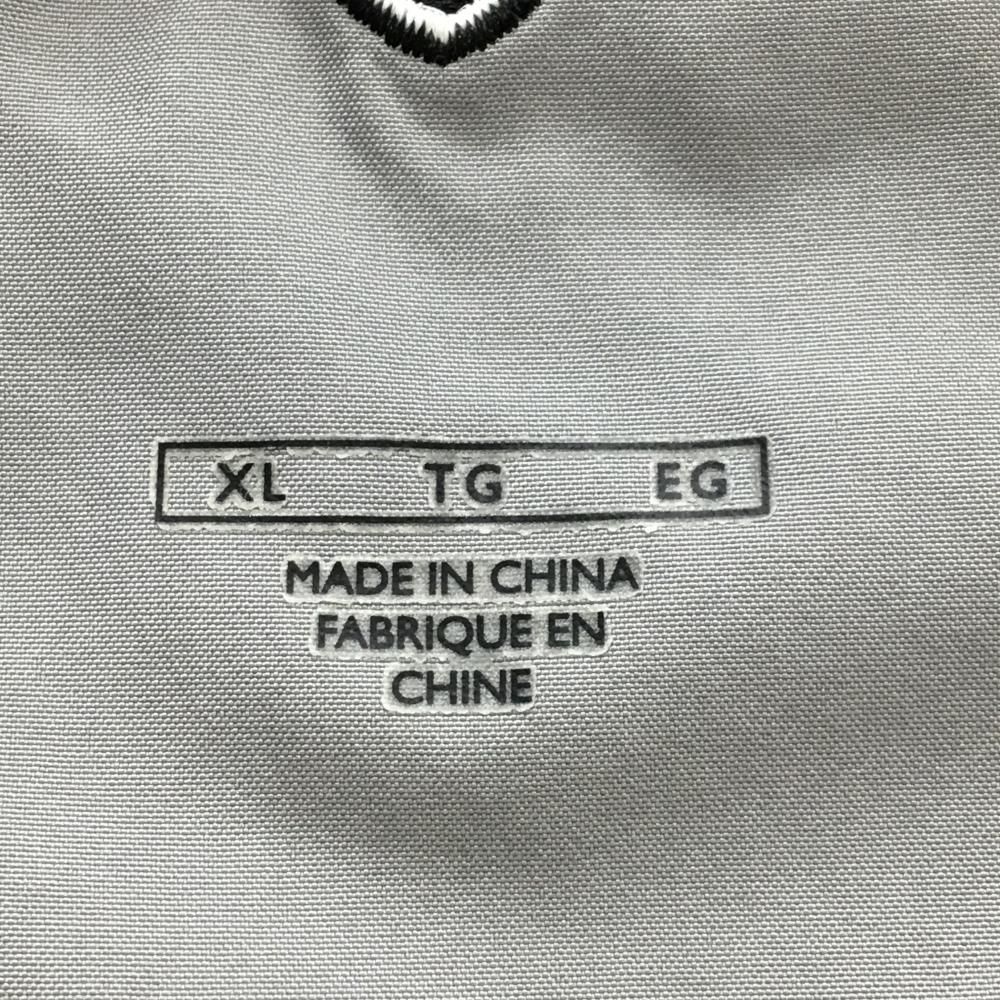 XL TG EG
MADE IN CHINA
FABRIQUE EN
CHINE